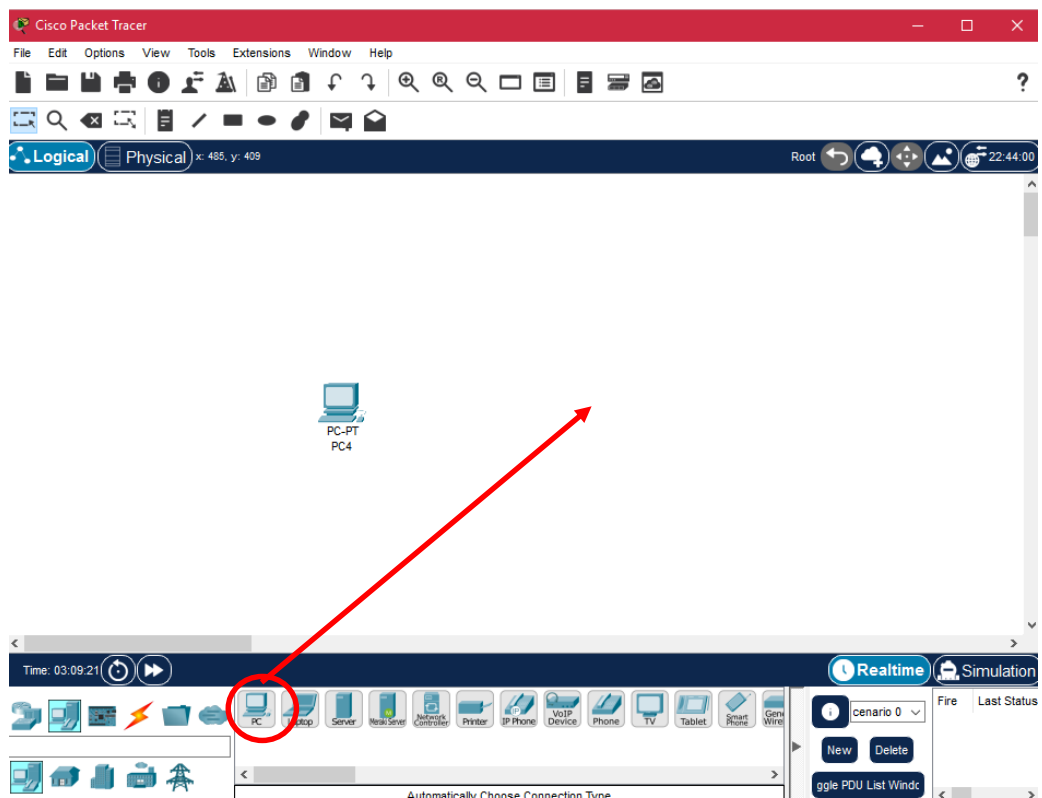 Cisco Packet Tracer
File Edit Options View Tools Extensions Window Help
?
Logical Physical x: 485, y: 409 Root 22:44:00
PC-PT
PC4
Time: 03:09:21 Realtime Simulation
PC Laptop Server Meraki Server Network Controller Printer IP Phone VoIP Device Phone TV Tablet Smart Phone Gene Wire
cenario 0 Fire Last Status
New Delete
ggle PDU List Windo
Automatically Choose Connection Type